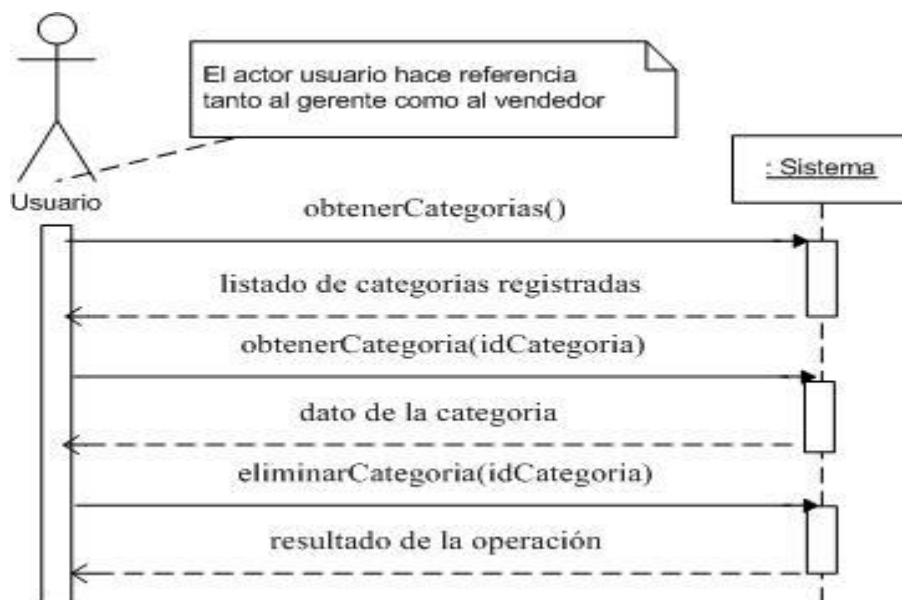 El actor usuario hace referencia
tanto al gerente como al vendedor
: Sistema
Usuario
obtenerCategorias()
listado de categorias registradas
obtenerCategoria(idCategoria)
dato de la categoria
eliminarCategoria(idCategoria)
resultado de la operación